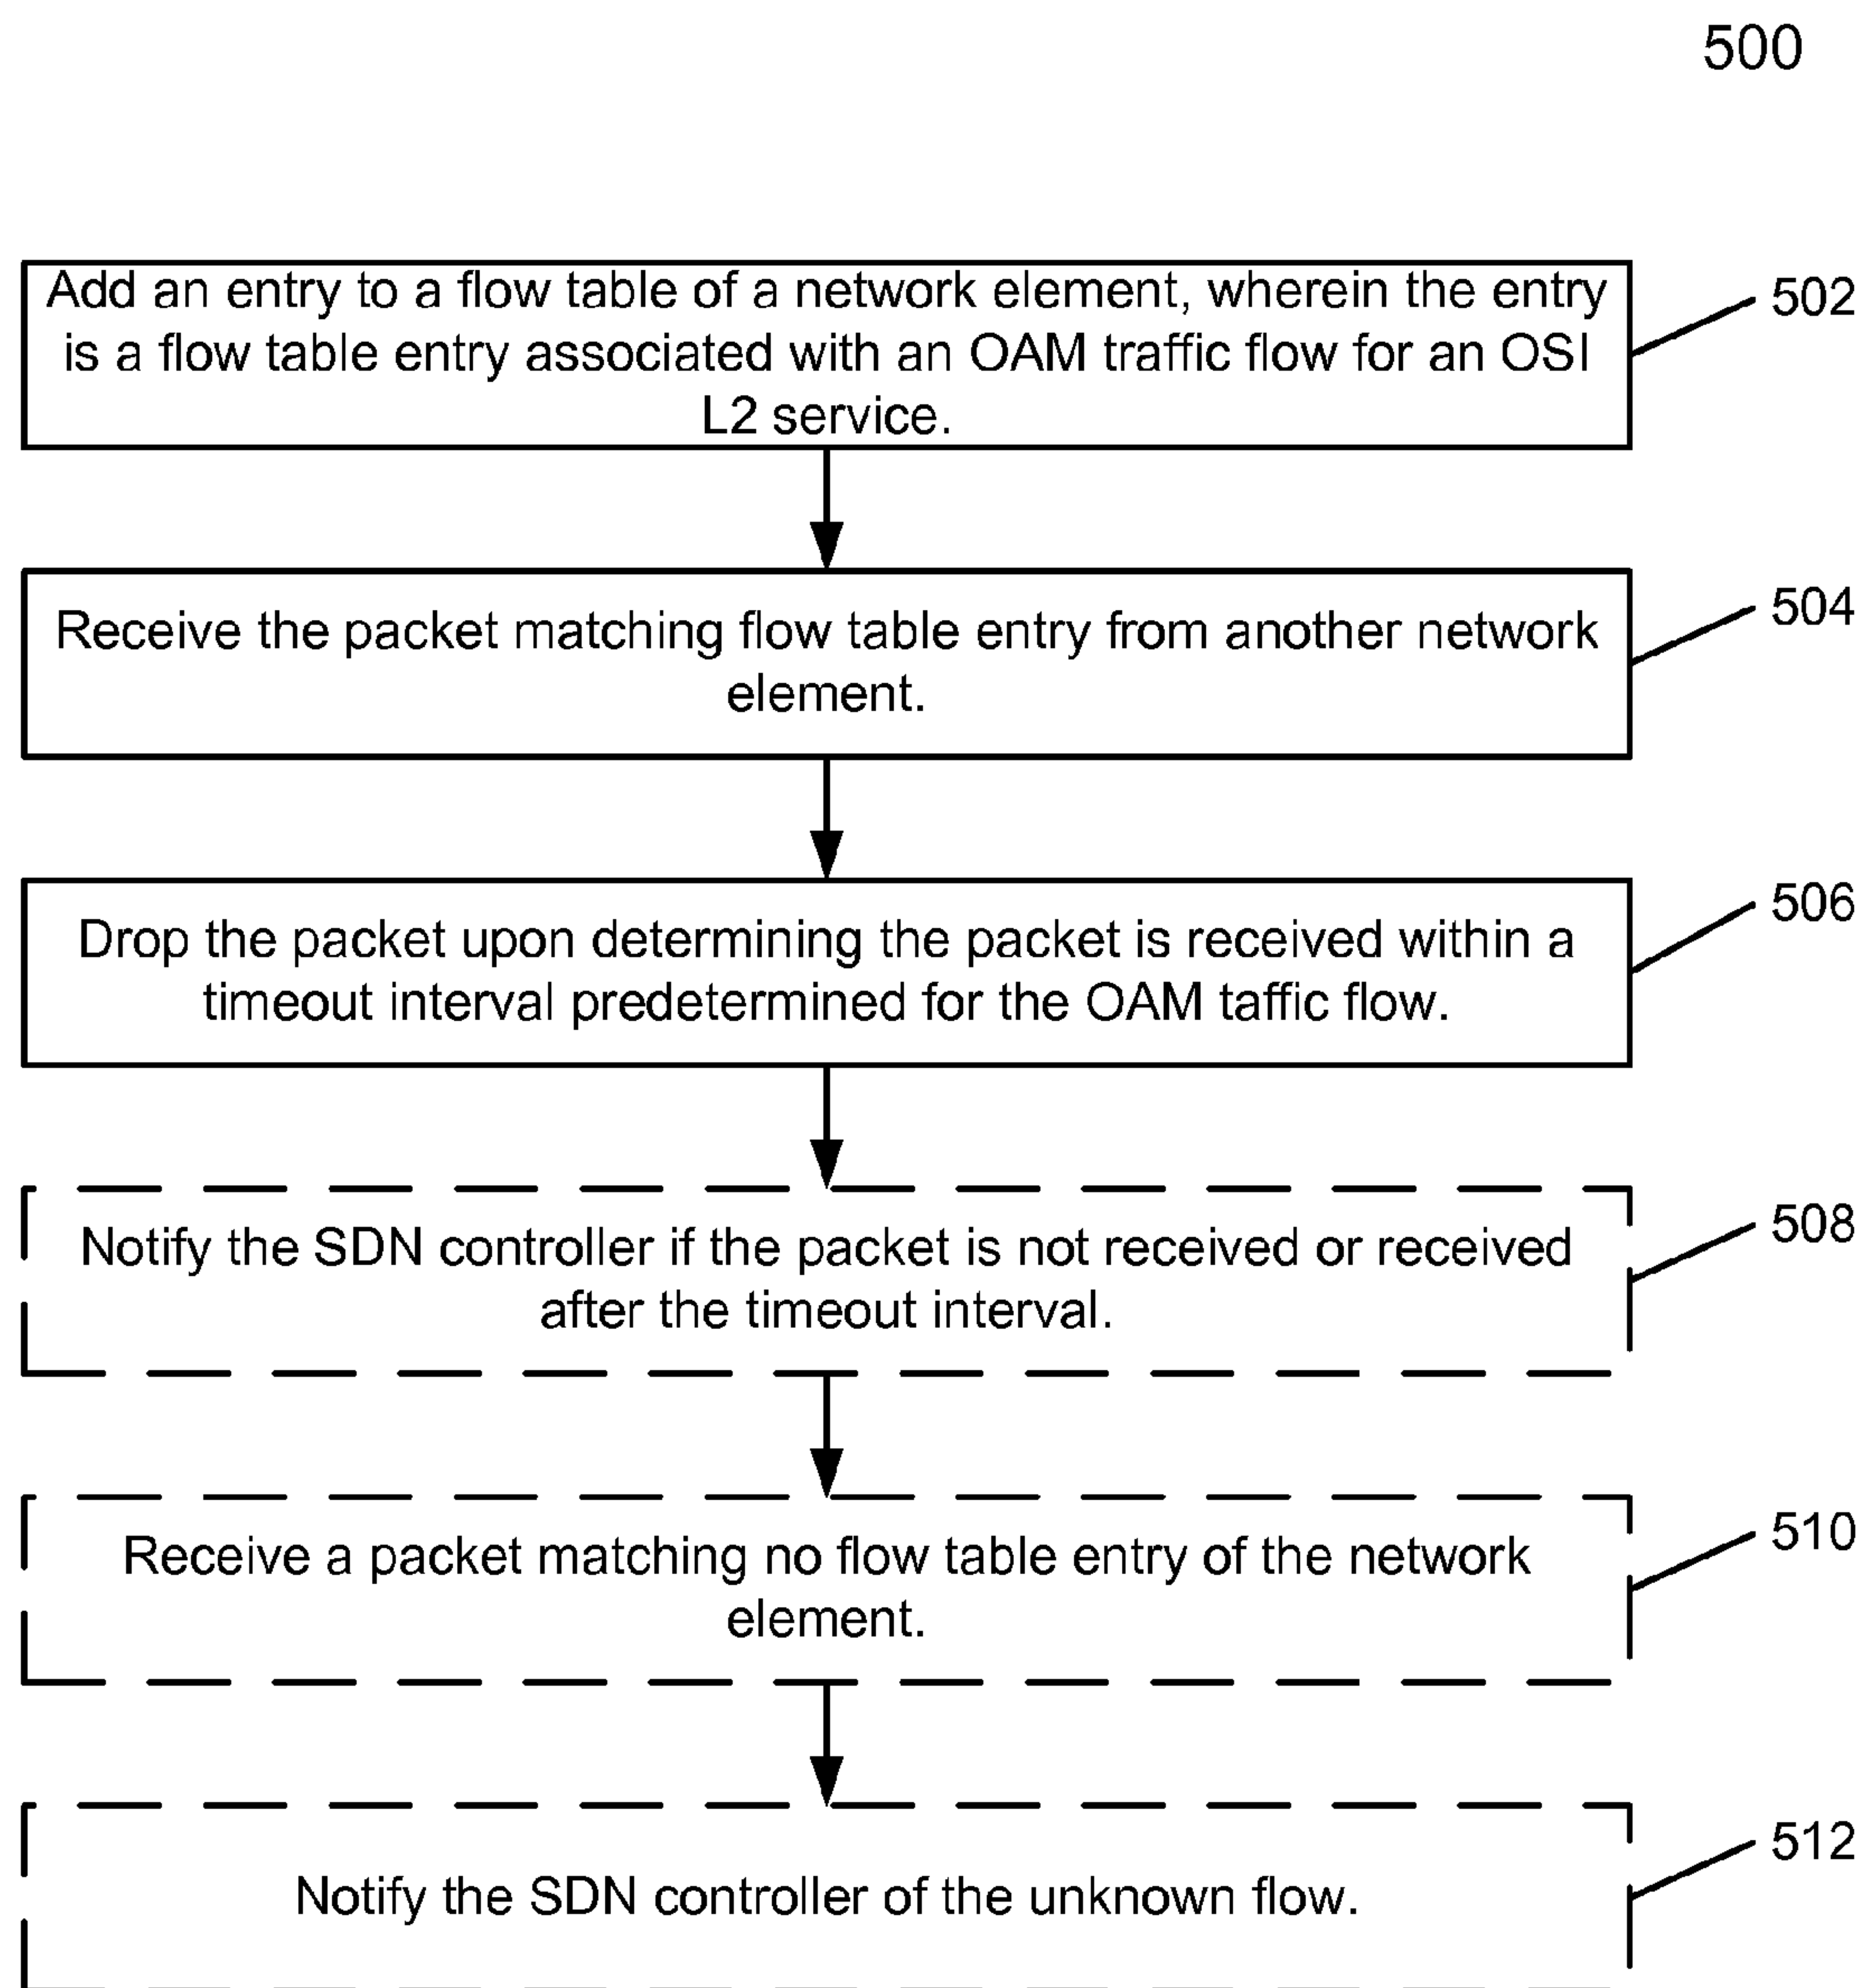 500
Add an entry to a flow table of a network element, wherein the entry
is a flow table entry associated with an OAM traffic flow for an OSI
L2 service.
502
Receive the packet matching flow table entry from another network
element.
504
Drop the packet upon determining the packet is received within a
timeout interval predetermined for the OAM taffic flow.
506
Notify the SDN controller if the packet is not received or received
after the timeout interval.
508
Receive a packet matching no flow table entry of the network
element.
510
Notify the SDN controller of the unknown flow.
512